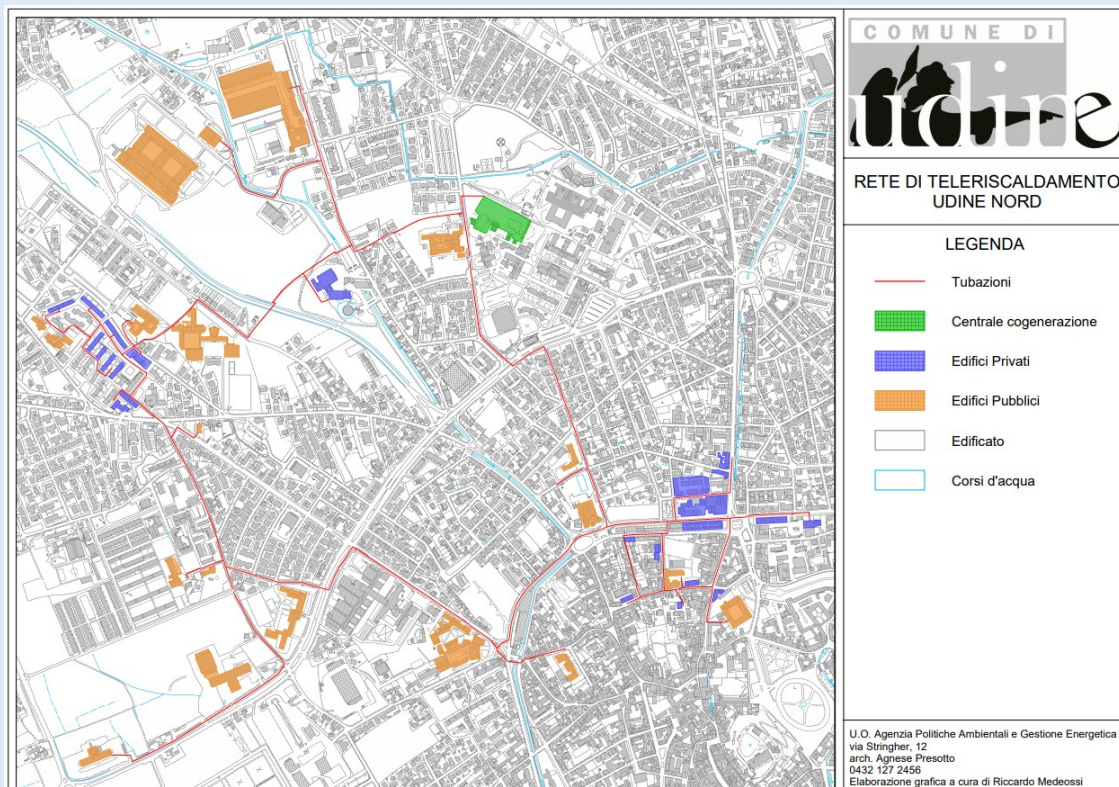 COMUNE DI
udine
RETE DI TELERISCALDAMENTO
UDINE NORD
LEGENDA
Tubazioni
Centrale cogenerazione
Edifici Privati
Edifici Pubblici
Edificato
Corsi d'acqua
U.O. Agenzia Politiche Ambientali e Gestione Energetica
via Stringher, 12
arch. Agnese Presotto
0432 127 2456
Elaborazione grafica a cura di Riccardo Medeossi